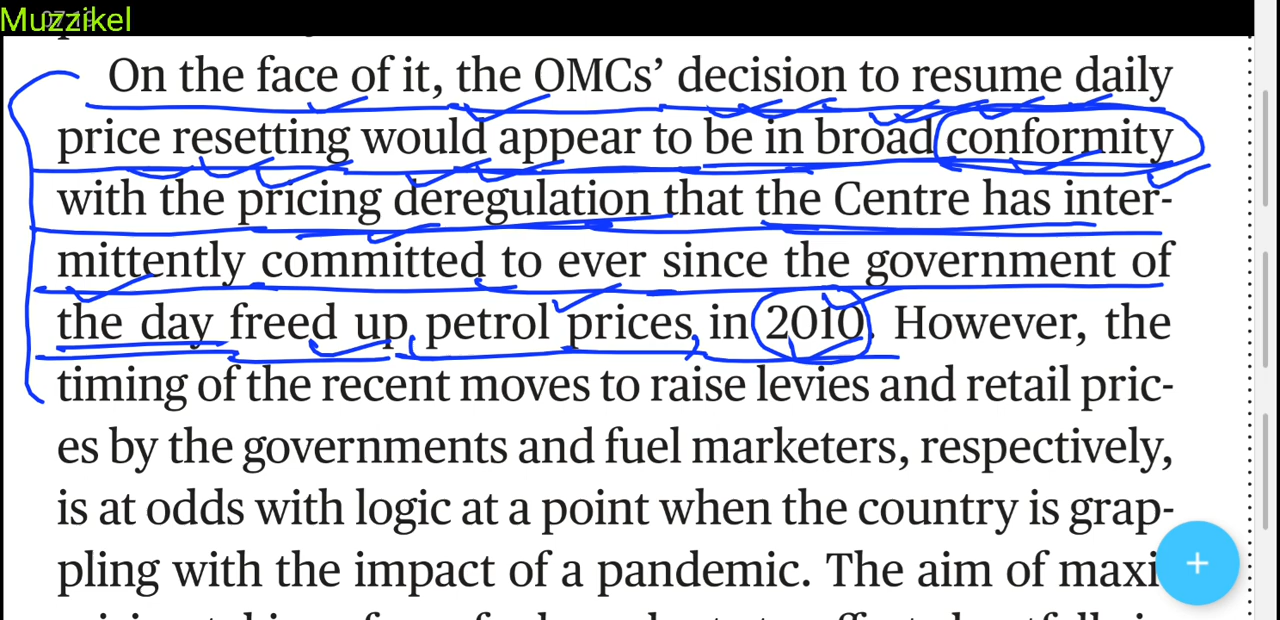 Muzzikel
On the face of it, the OMCs’ decision to resume daily
price resetting would appear to be in broad conformity
with the pricing deregulation that the Centre has inter-
mittently committed to ever since the government of
the day freed up petrol prices, in 2010. However, the
timing of the recent moves to raise levies and retail pric-
es by the governments and fuel marketers, respectively,
is at odds with logic at a point when the country is grap-
pling with the impact of a pandemic. The aim of maxi